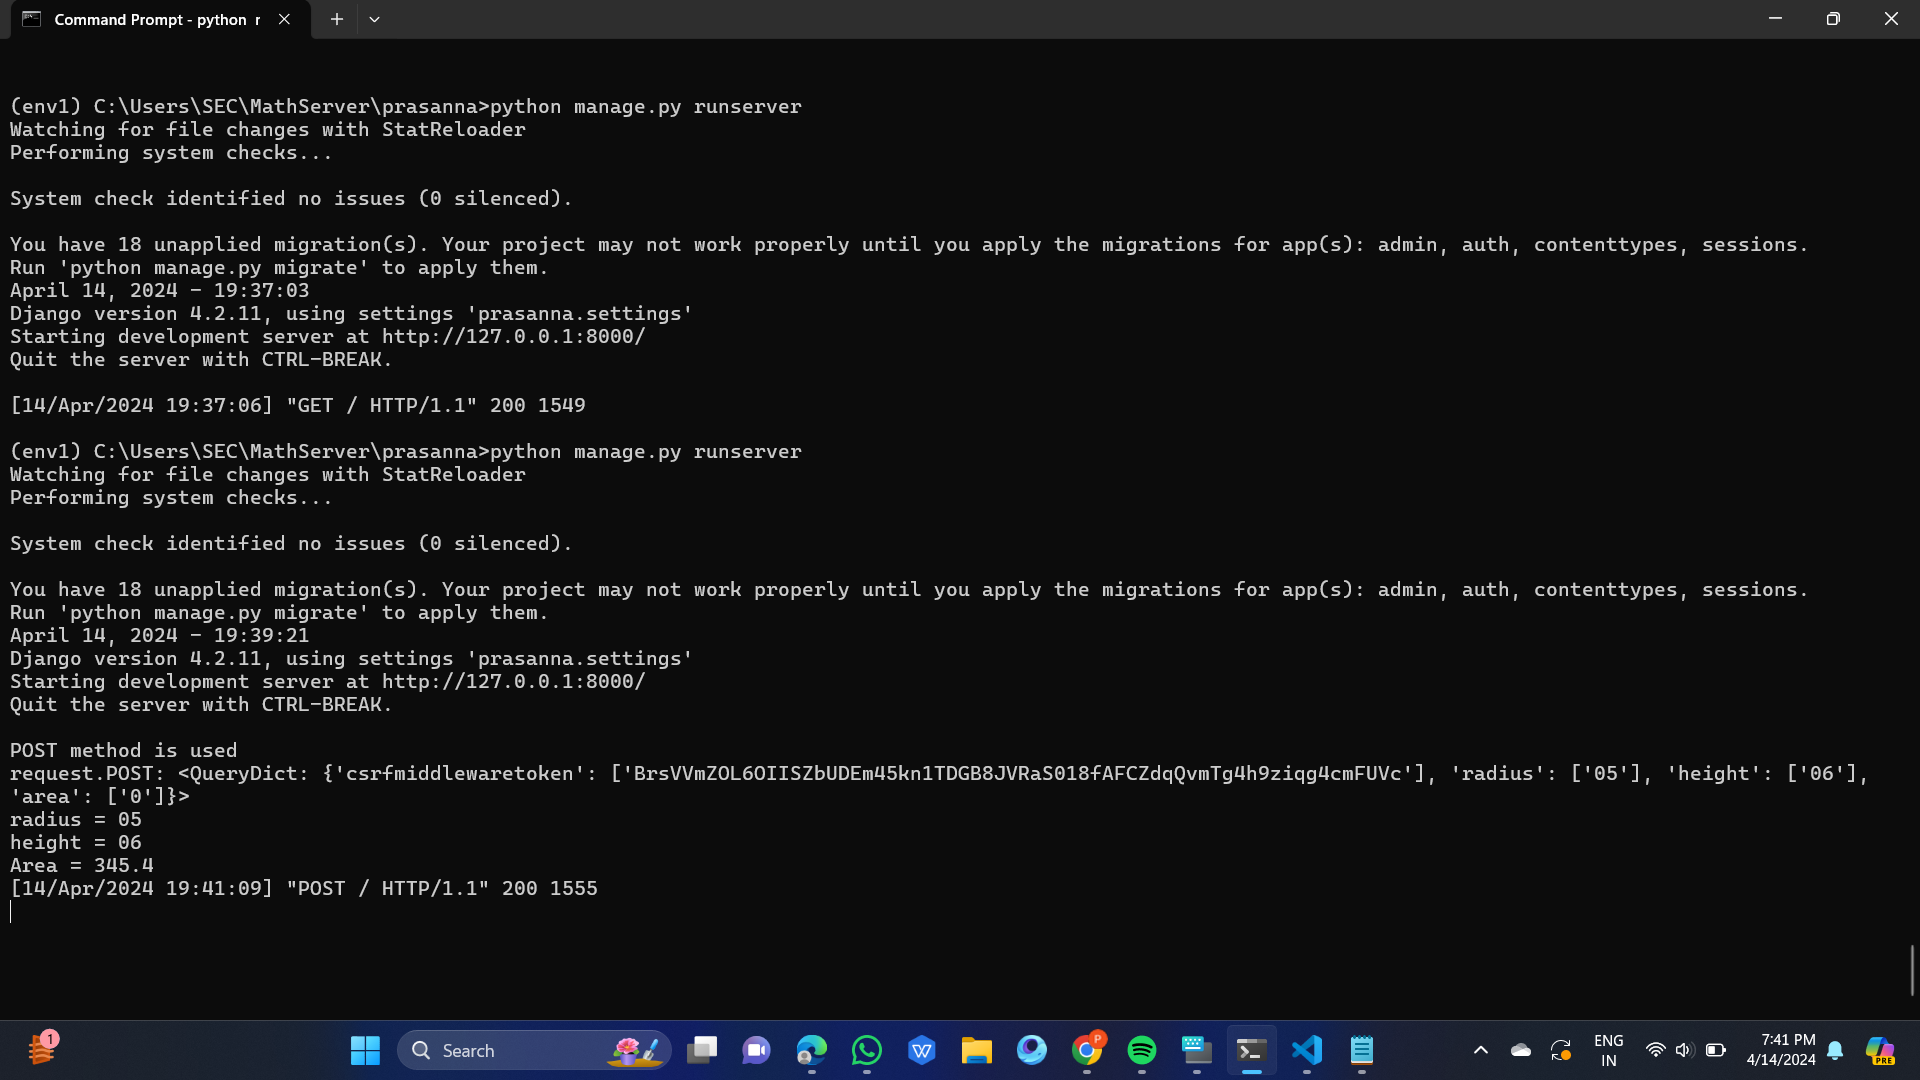 Command Prompt - python r
(env1) C:\Users\SEC\MathServer\prasanna>python manage.py runserver
Watching for file changes with StatReloader
Performing system checks...
System check identified no issues (0 silenced).
You have 18 unapplied migration(s). Your project may not work properly until you apply the migrations for app(s): admin, auth, contenttypes, sessions.
Run 'python manage.py migrate' to apply them.
April 14, 2024 - 19:37:03
Django version 4.2.11, using settings 'prasanna.settings'
Starting development server at http://127.0.0.1:8000/
Quit the server with CTRL-BREAK.
[14/Apr/2024 19:37:06] "GET / HTTP/1.1" 200 1549
(env1) C:\Users\SEC\MathServer\prasanna>python manage.py runserver
Watching for file changes with StatReloader
Performing system checks...
System check identified no issues (0 silenced).
You have 18 unapplied migration(s). Your project may not work properly until you apply the migrations for app(s): admin, auth, contenttypes, sessions.
Run 'python manage.py migrate' to apply them.
April 14, 2024 - 19:39:21
Django version 4.2.11, using settings 'prasanna.settings'
Starting development server at http://127.0.0.1:8000/
Quit the server with CTRL-BREAK.
POST method is used
request.POST: <QueryDict: {'csrfmiddlewaretoken': ['BrsVVmZOL6OIISZbUDEm45kn1TDGB8JVRaS018fAFCZdqQvmTg4h9ziqg4cmFUVc'], 'radius': ['05'], 'height': ['06'],
'area': ['0']}>
radius = 05
height = 06
Area = 345.4
[14/Apr/2024 19:41:09] "POST / HTTP/1.1" 200 1555
1
Search
P
ENG
IN
7:41 PM
4/14/2024
PRE